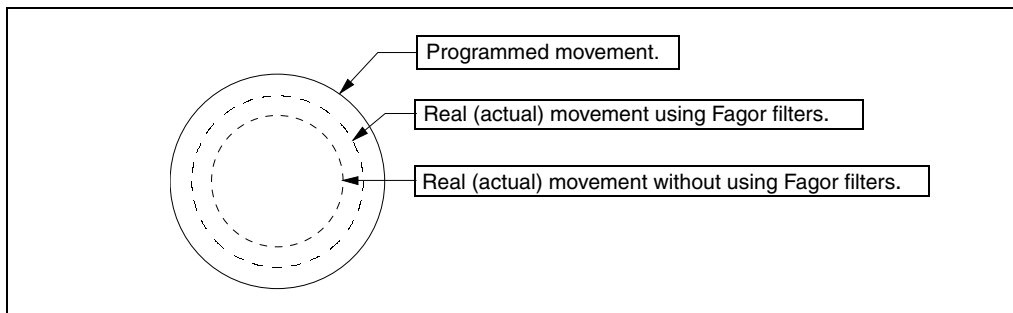 Programmed movement.
Real (actual) movement using Fagor filters.
Real (actual) movement without using Fagor filters.